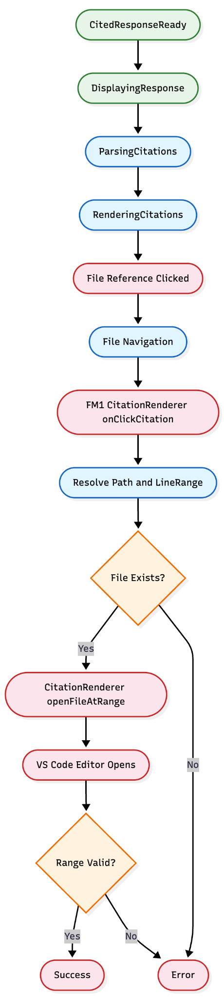 CitedResponseReady
DisplayingResponse
ParsingCitations
RenderingCitations
File Reference Clicked
File Navigation
FM1 CitationRenderer
onClickCitation
Resolve Path and LineRange
File Exists?
Yes
CitationRenderer
openFileAtRange
VS Code Editor Opens
No
Range Valid?
Yes
No
Success
Error